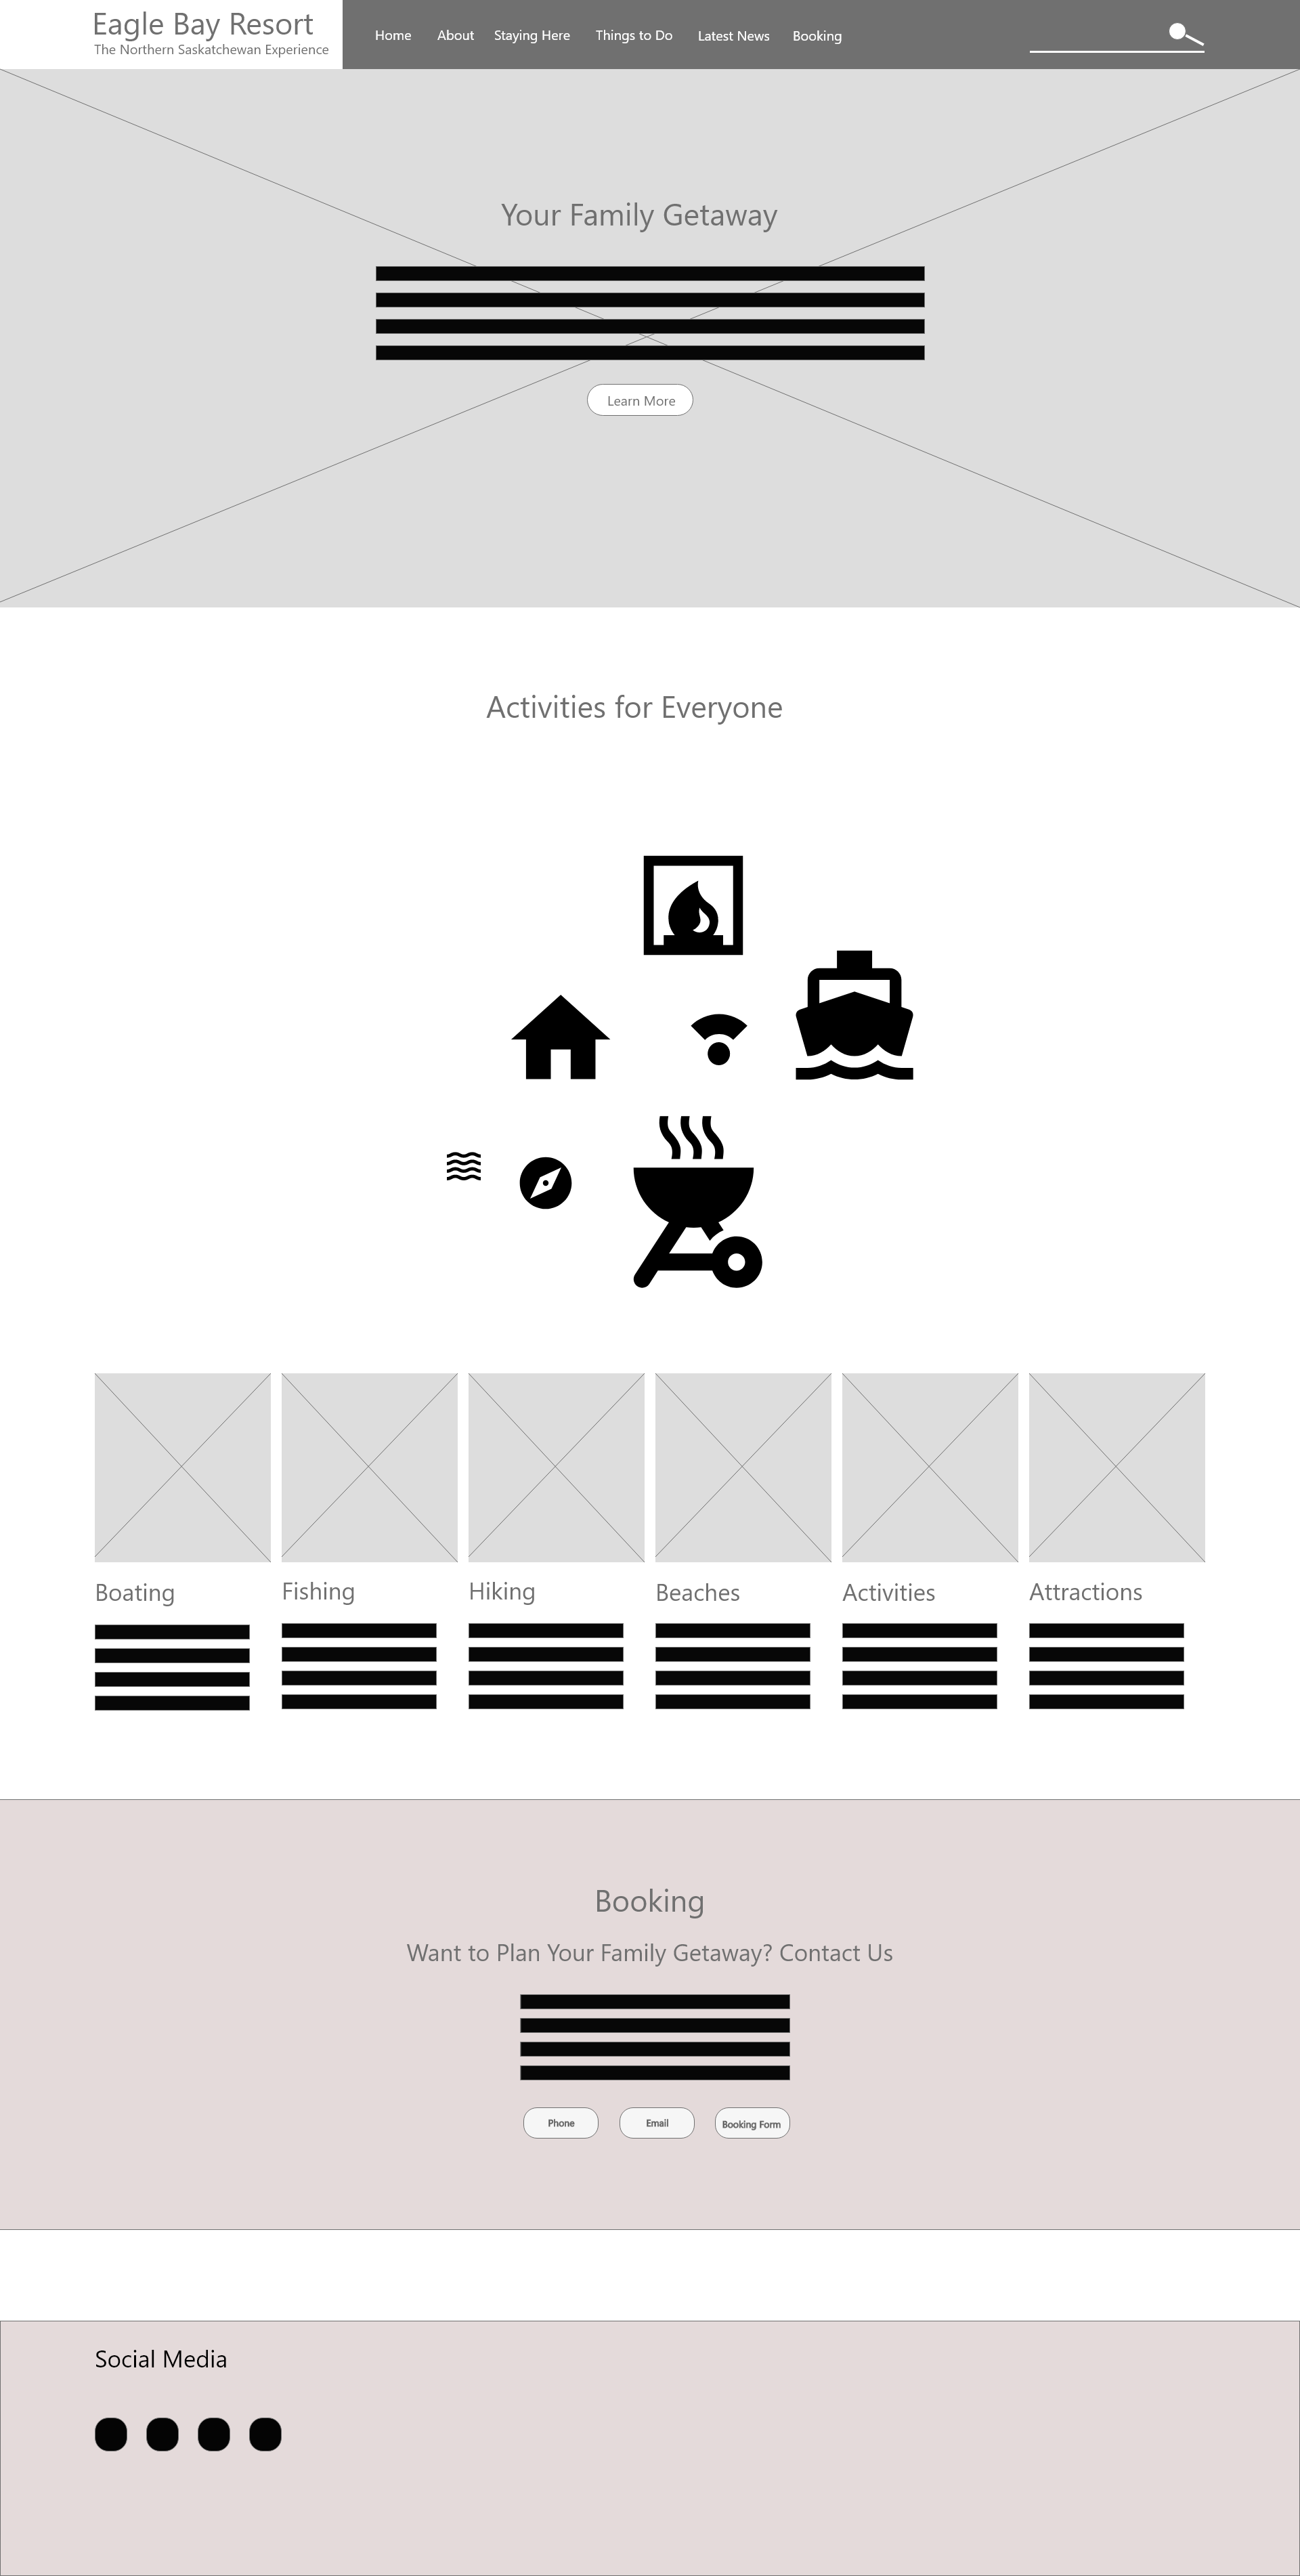 Eagle Bay Resort
The Northern Saskatchewan Experience
Home About Staying Here Things to Do Latest News Booking
Your Family Getaway
Learn More
Activities for Everyone
Boating Fishing Hiking Beaches Activities Attractions
Booking
Want to Plan Your Family Getaway? Contact Us
Phone Email Booking Form
Social Media